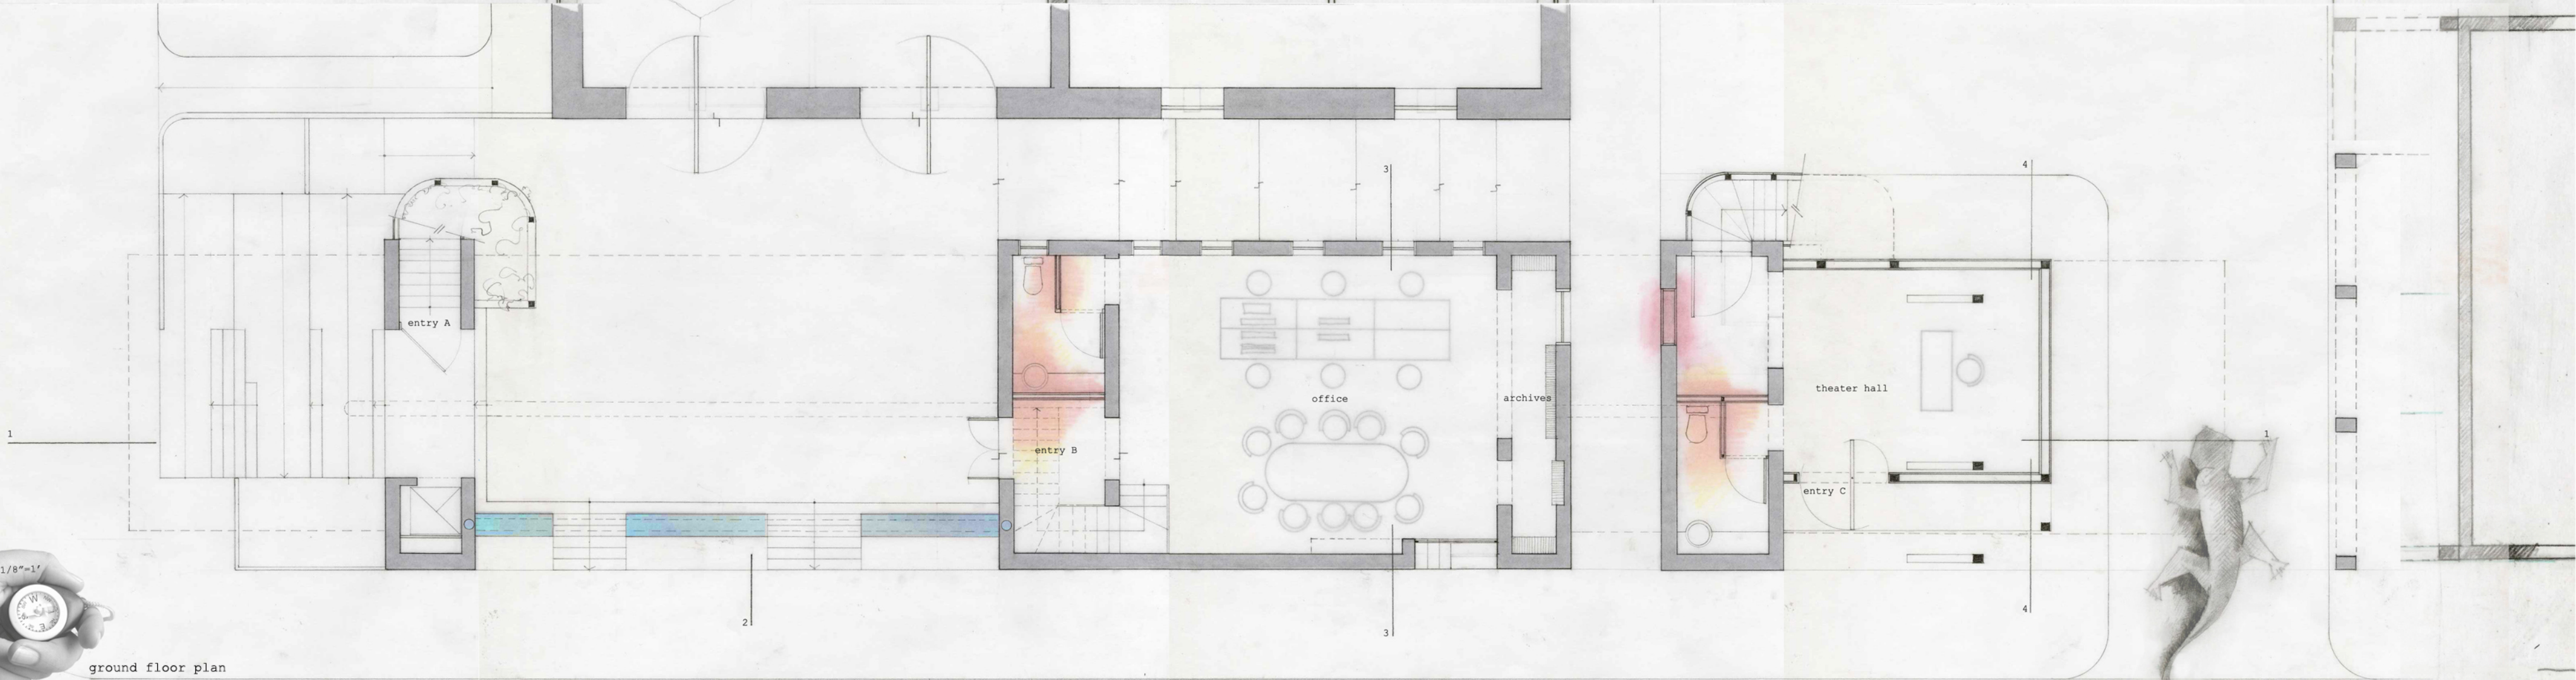 3
4
entry A
theater hall
office
archives
1
1
entry B
entry C
1/8"=1'
W
E
4
2
3
ground floor plan